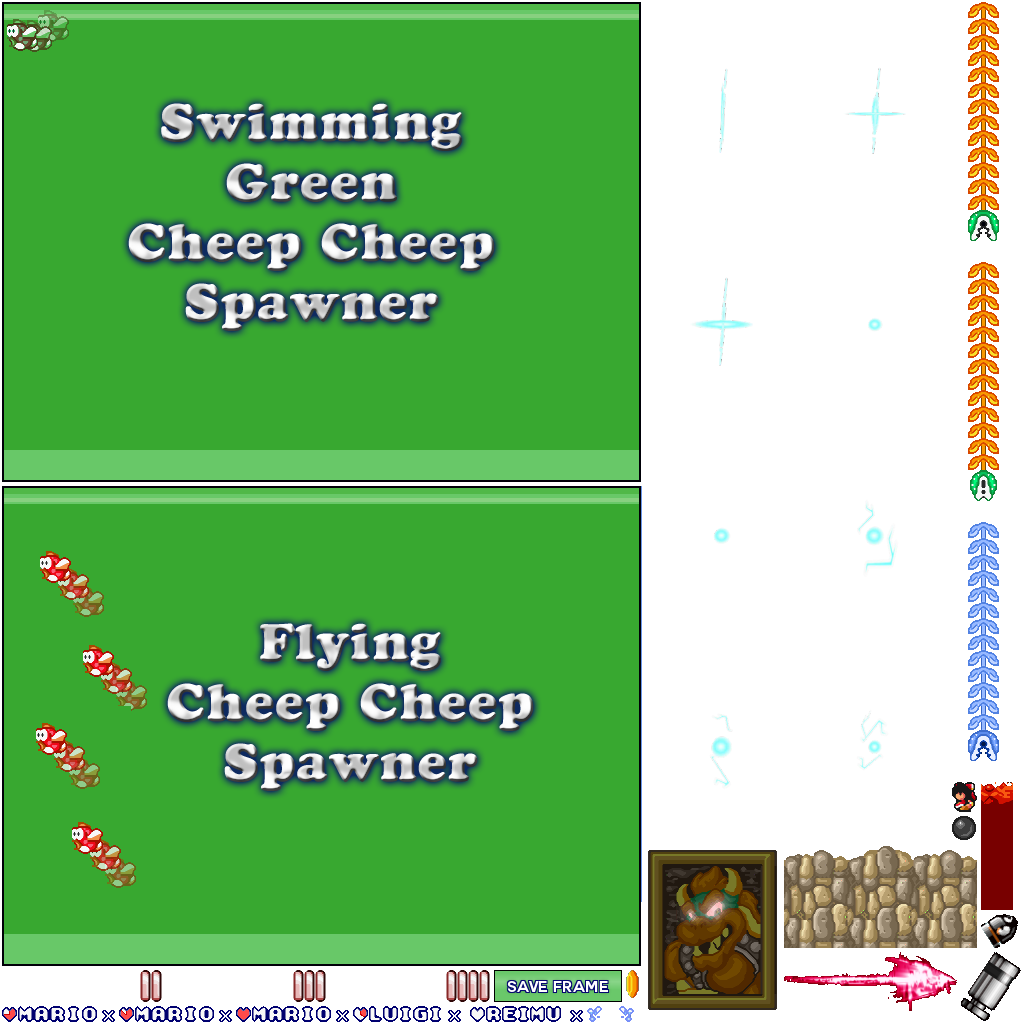 Swimming
Green
Cheep Cheep
Spawner
Flying
Cheep Cheep
Spawner
SAVE FRAME
MARIO x MARIO x MARIO x LUIGI x REIMU x